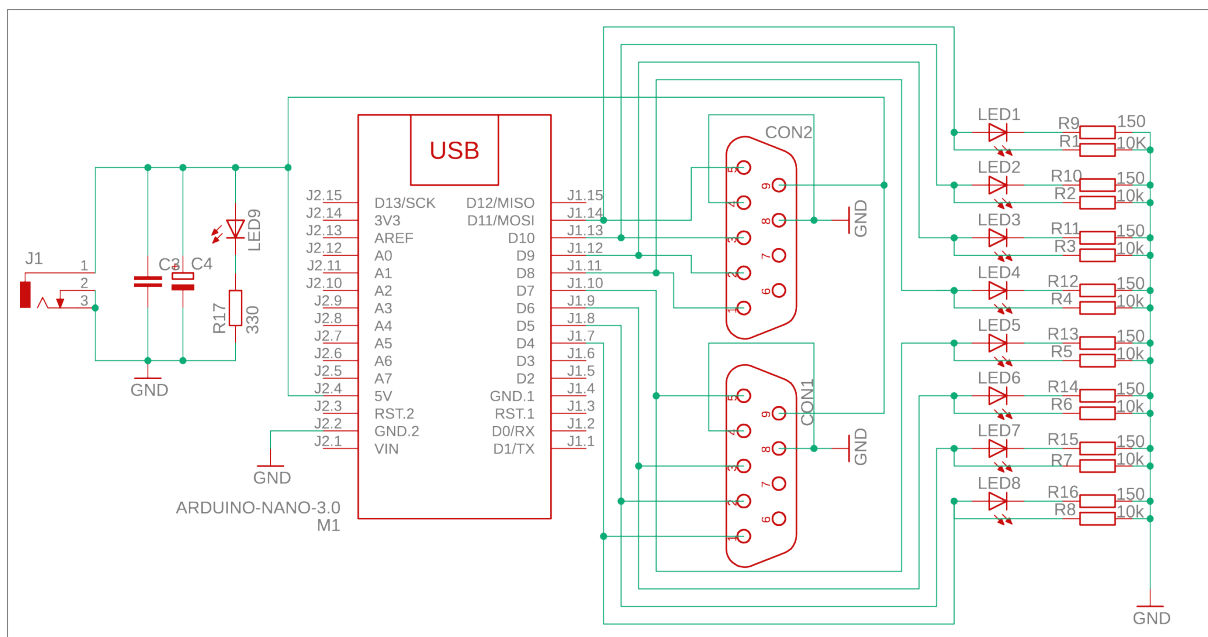 J1
1
2
3
C3
C4
LED9
R17
330
GND
GND
USB
J2.15 D13/SCK D12/MISO J1.15
J2.14 3V3 D11/MOSI J1.14
J2.13 AREF D10 J1.13
J2.12 A0 D9 J1.12
J2.11 A1 D8 J1.11
J2.10 A2 D7 J1.10
J2.9 A3 D6 J1.9
J2.8 A4 D5 J1.8
J2.7 A5 D4 J1.7
J2.6 A6 D3 J1.6
J2.5 A7 D2 J1.5
J2.4 5V GND.1 J1.4
J2.3 RST.2 RST.1 J1.3
J2.2 GND.2 D0/RX J1.2
J2.1 VIN D1/TX J1.1
ARDUINO-NANO-3.0
M1
CON2
5
9
4
8
3
7
2
6
1
GND
CON1
5
9
4
8
3
7
2
6
1
GND
LED1 R9 150
R1 10K
LED2 R10 150
R2 10k
LED3 R11 150
R3 10k
LED4 R12 150
R4 10k
LED5 R13 150
R5 10k
LED6 R14 150
R6 10k
LED7 R15 150
R7 10k
LED8 R16 150
R8 10k
GND